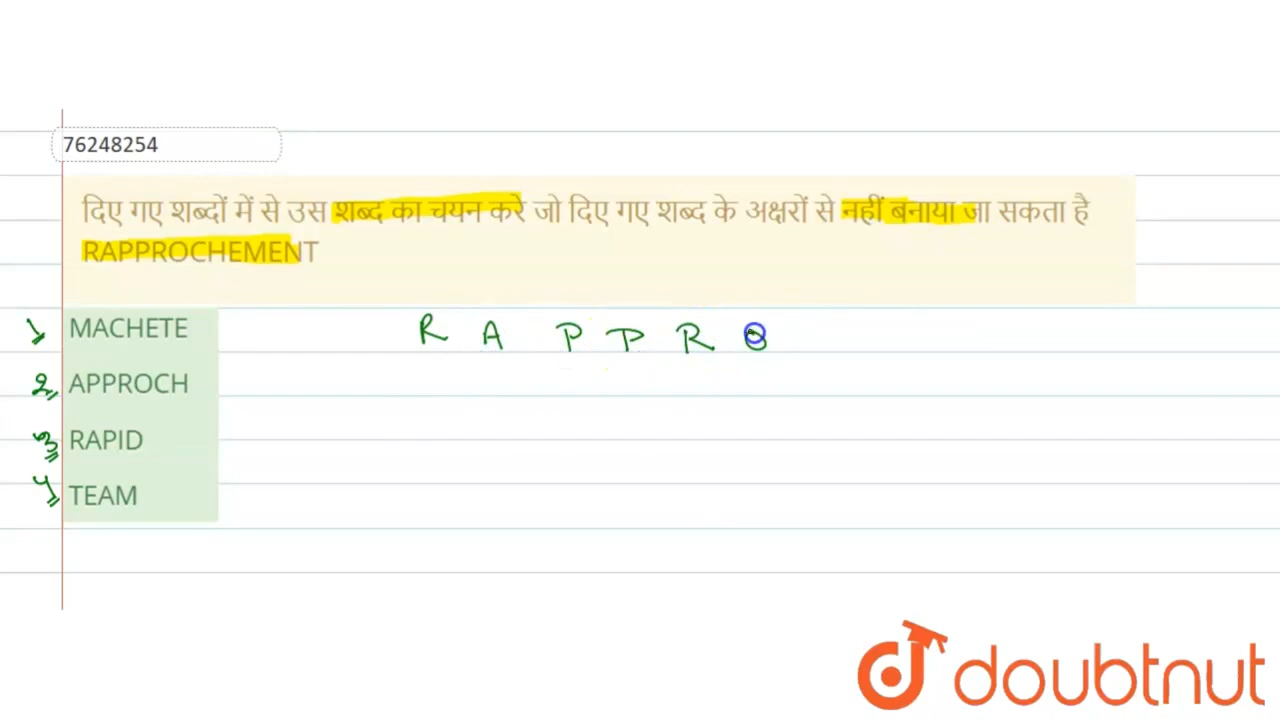 76248254
दिए गए शब्दों में से उस शब्द का चयन करे जो दिए गए शब्द के अक्षरों से नहीं बनाया जा सकता है
RAPPROCHEMENT
1, MACHETE
R A P P R O
2, APPROCH
3, RAPID
4, TEAM
doubtnut